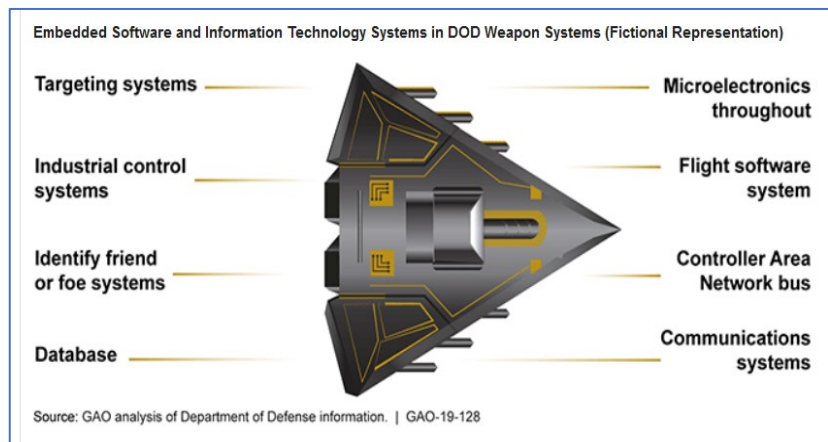 Embedded Software and Information Technology Systems in DOD Weapon Systems (Fictional Representation)
Targeting systems
Industrial control
systems
Identify friend
or foe systems
Database
Microelectronics
throughout
Flight software
system
Controller Area
Network bus
Communications
systems
Source: GAO analysis of Department of Defense information. | GAO-19-128